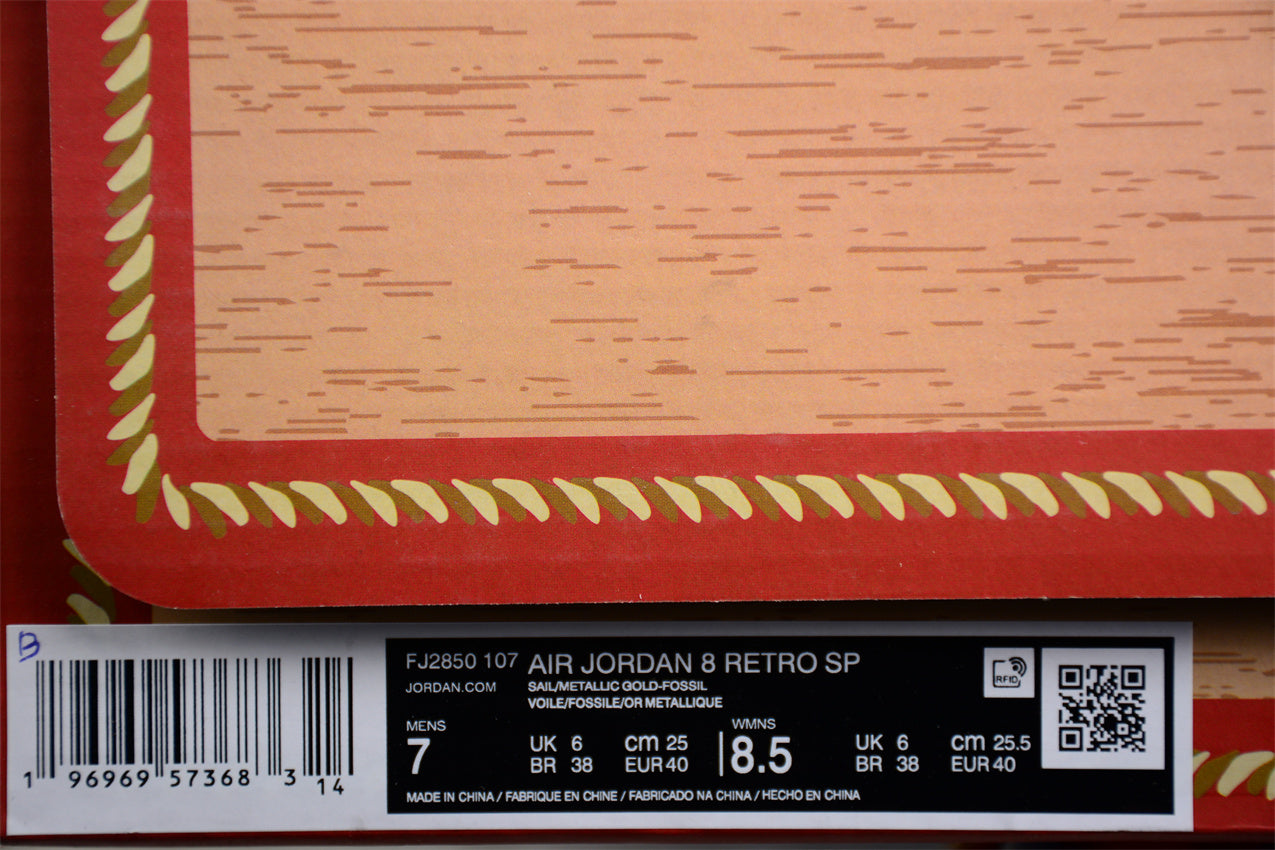 B
1 96969 57368 3 14
FJ2850 107 AIR JORDAN 8 RETRO SP
JORDAN.COM SAIL/METALLIC GOLD-FOSSIL
VOILE/FOSSILE/OR METALLIQUE
RFID
MENS WMNS
7 UK 6 cm 25 8.5 UK 6 cm 25.5
BR 38 EUR 40 BR 38 EUR 40
MADE IN CHINA / FABRIQUE EN CHINE / FABRICADO NA CHINA / HECHO EN CHINA